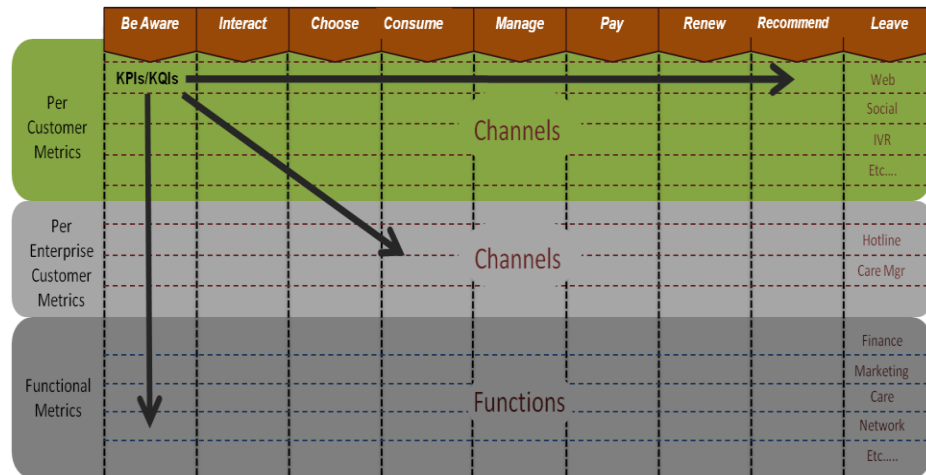 Be Aware Interact Choose Consume Manage Pay Renew Recommend Leave
KPIs/KQIs
Per
Customer
Metrics
Channels
Web
Social
IVR
Etc....
Per
Enterprise
Customer
Metrics
Channels
Hotline
Care Mgr
Functional
Metrics
Functions
Finance
Marketing
Care
Network
Etc.....